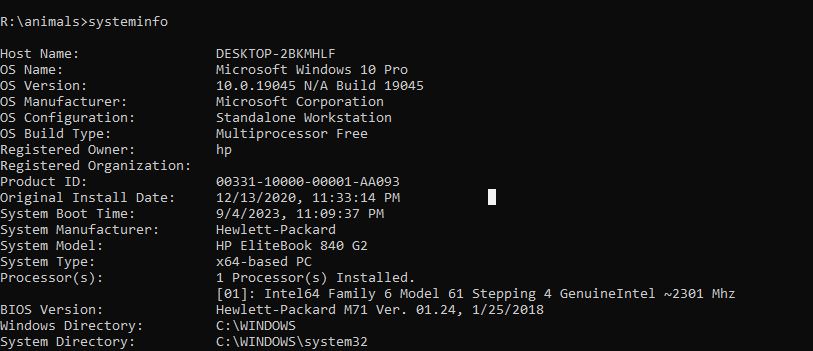 R:\animals>systeminfo
Host Name: DESKTOP-2BKMHLF
OS Name: Microsoft Windows 10 Pro
OS Version: 10.0.19045 N/A Build 19045
OS Manufacturer: Microsoft Corporation
OS Configuration: Standalone Workstation
OS Build Type: Multiprocessor Free
Registered Owner: hp
Registered Organization:
Product ID: 00331-10000-00001-AA093
Original Install Date: 12/13/2020, 11:33:14 PM
System Boot Time: 9/4/2023, 11:09:37 PM
System Manufacturer: Hewlett-Packard
System Model: HP EliteBook 840 G2
System Type: x64-based PC
Processor(s): 1 Processor(s) Installed.
[01]: Intel64 Family 6 Model 61 Stepping 4 GenuineIntel ~2301 Mhz
BIOS Version: Hewlett-Packard M71 Ver. 01.24, 1/25/2018
Windows Directory: C:\WINDOWS
System Directory: C:\WINDOWS\system32